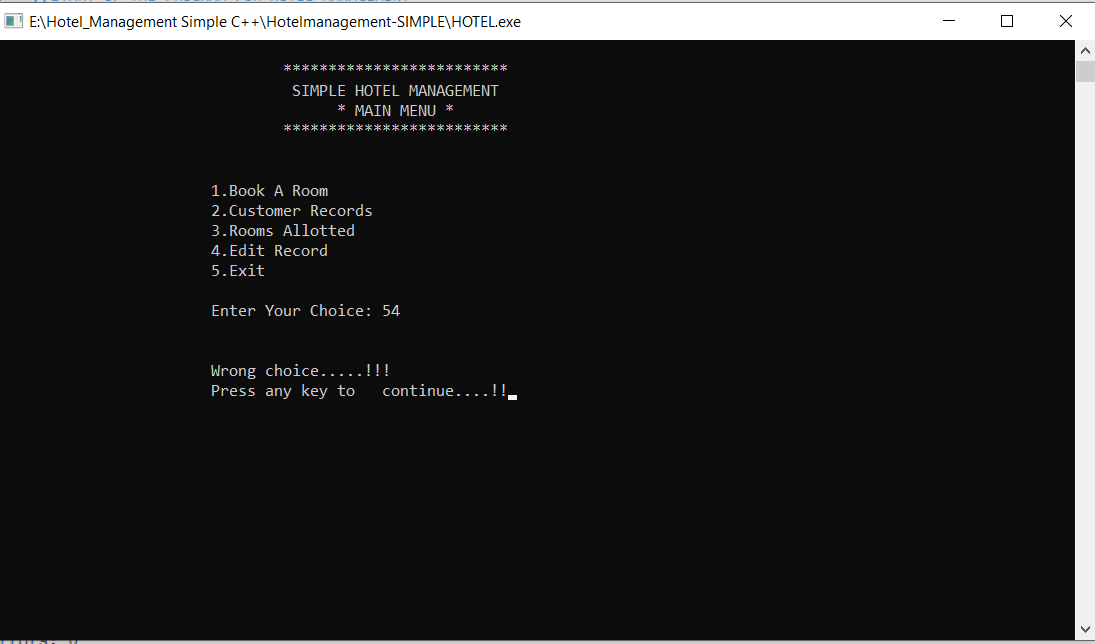 E:\Hotel_Management Simple C++\Hotelmanagement-SIMPLE\HOTEL.exe
*************************
SIMPLE HOTEL MANAGEMENT
* MAIN MENU *
*************************
1.Book A Room
2.Customer Records
3.Rooms Allotted
4.Edit Record
5.Exit
Enter Your Choice: 54
Wrong choice.....!!!
Press any key to   continue....!!